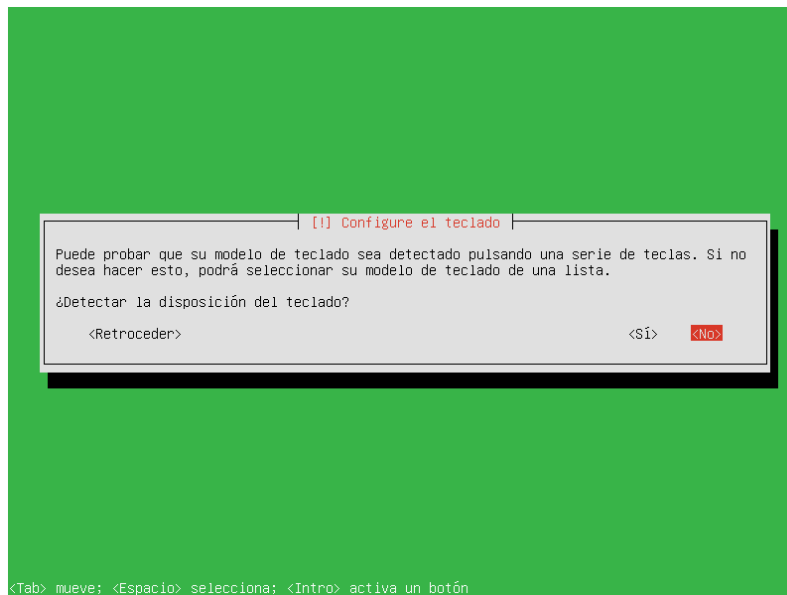 [!] Configure el teclado
Puede probar que su modelo de teclado sea detectado pulsando una serie de teclas. Si no
desea hacer esto, podrá seleccionar su modelo de teclado de una lista.
¿Detectar la disposición del teclado?
<Retroceder> <Sí> <No>
<Tab> mueve; <Espacio> selecciona; <Intro> activa un botón